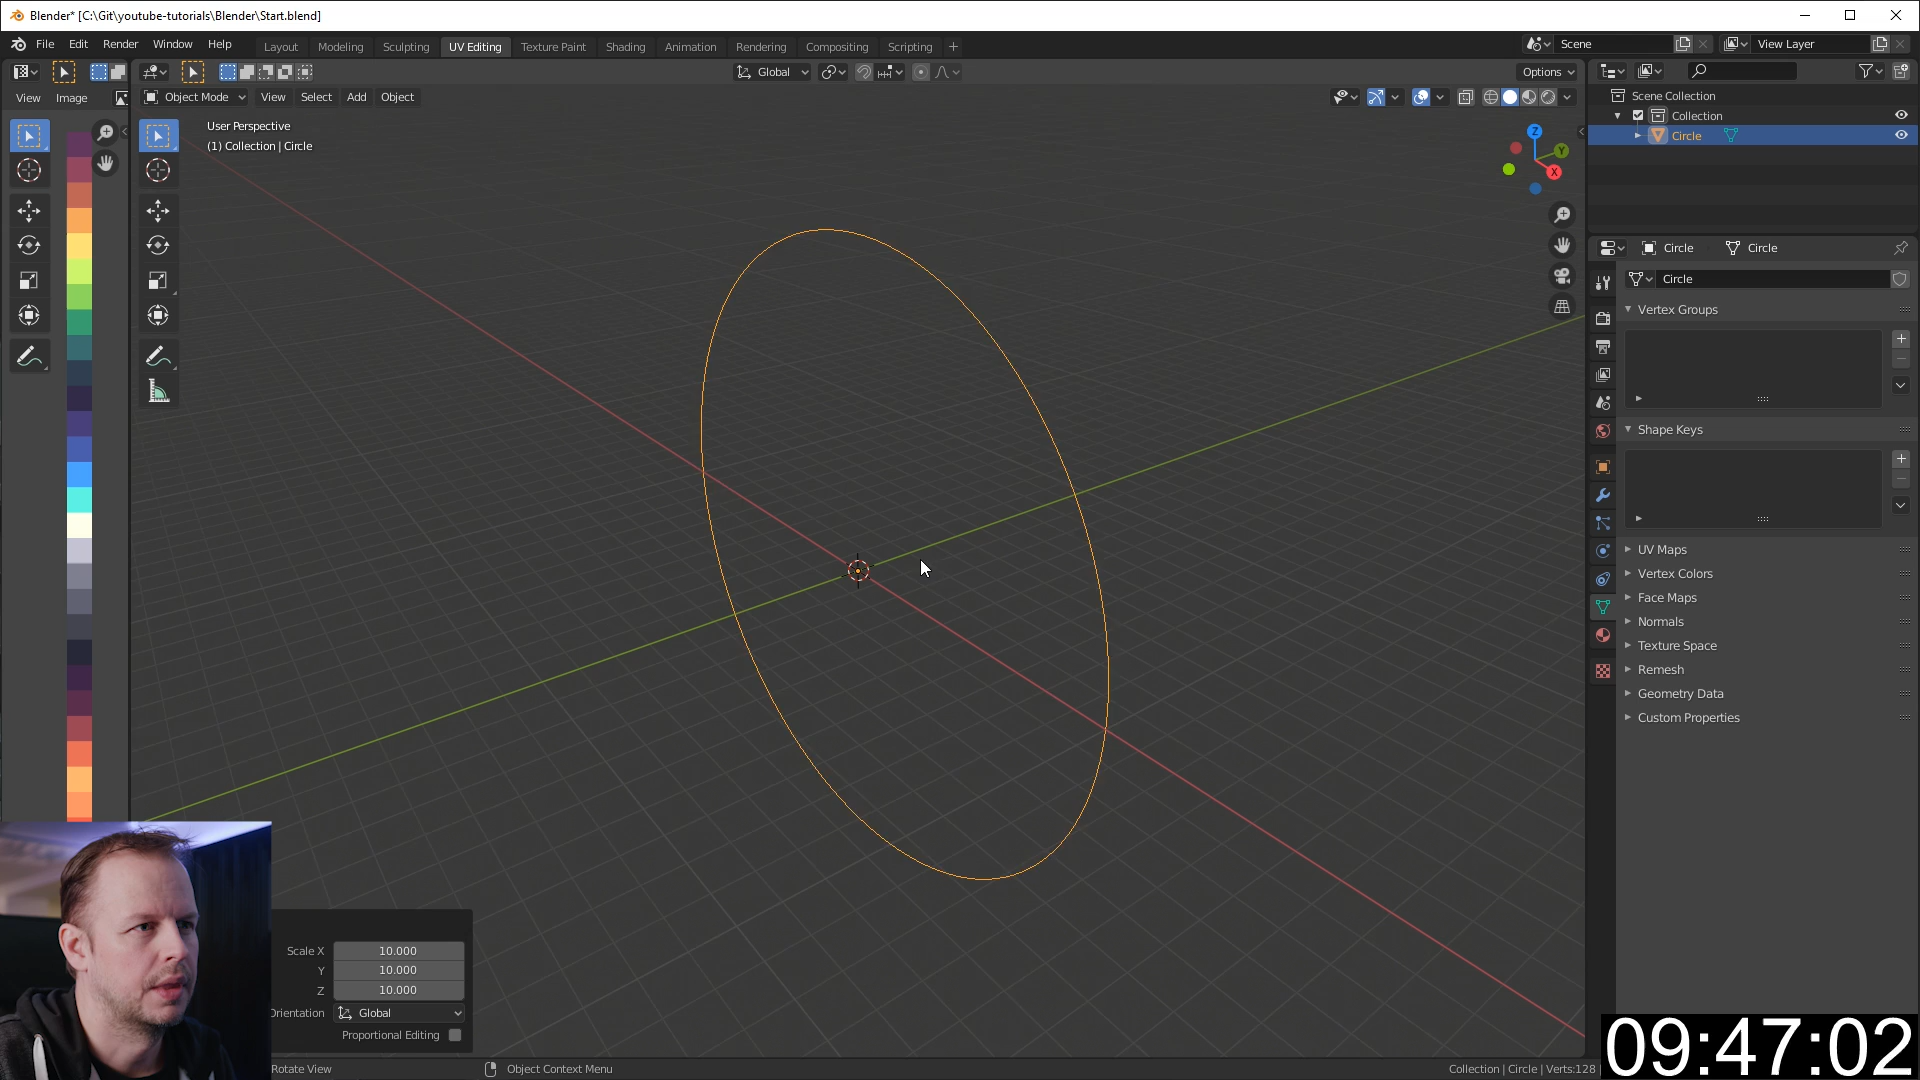 Blender* [C:\Git\youtube-tutorials\Blender\Start.blend]
File Edit Render Window Help Layout Modeling Sculpting UV Editing Texture Paint Shading Animation Rendering Compositing Scripting + Scene View Layer
Global Options
View Image Object Mode View Select Add Object
User Perspective
(1) Collection | Circle
Z
Y
X
Scene Collection
Collection
Circle
Circle Circle
Circle
Vertex Groups
Shape Keys
UV Maps
Vertex Colors
Face Maps
Normals
Texture Space
Remesh
Geometry Data
Custom Properties
Scale X 10.000
Y 10.000
Z 10.000
Orientation Global
Proportional Editing
Rotate View Object Context Menu Collection | Circle | Verts:128
09:47:02